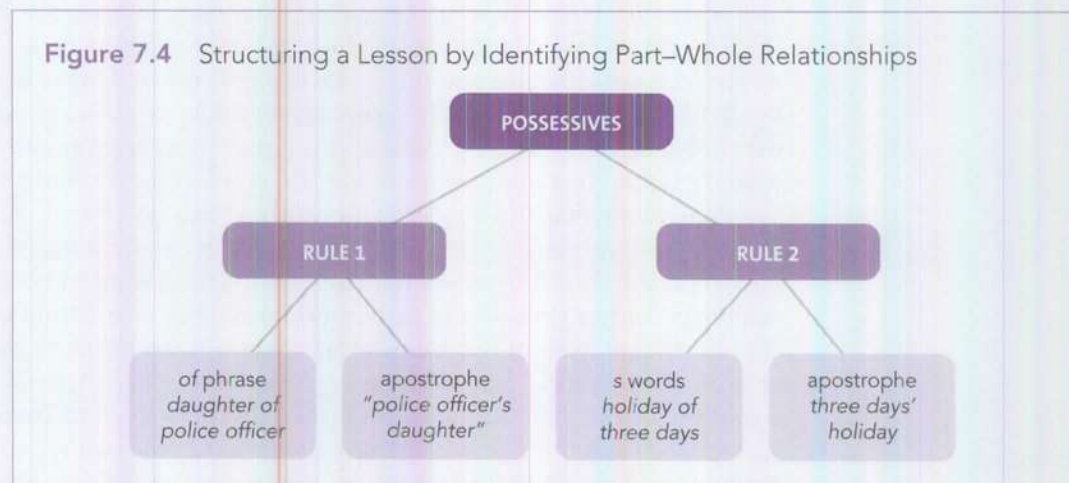 Figure 7.4 Structuring a Lesson by Identifying Part–Whole Relationships
POSSESSIVES
RULE 1
RULE 2
of phrase
daughter of
police officer
apostrophe
"police officer's
daughter"
s words
holiday of
three days
apostrophe
three days'
holiday